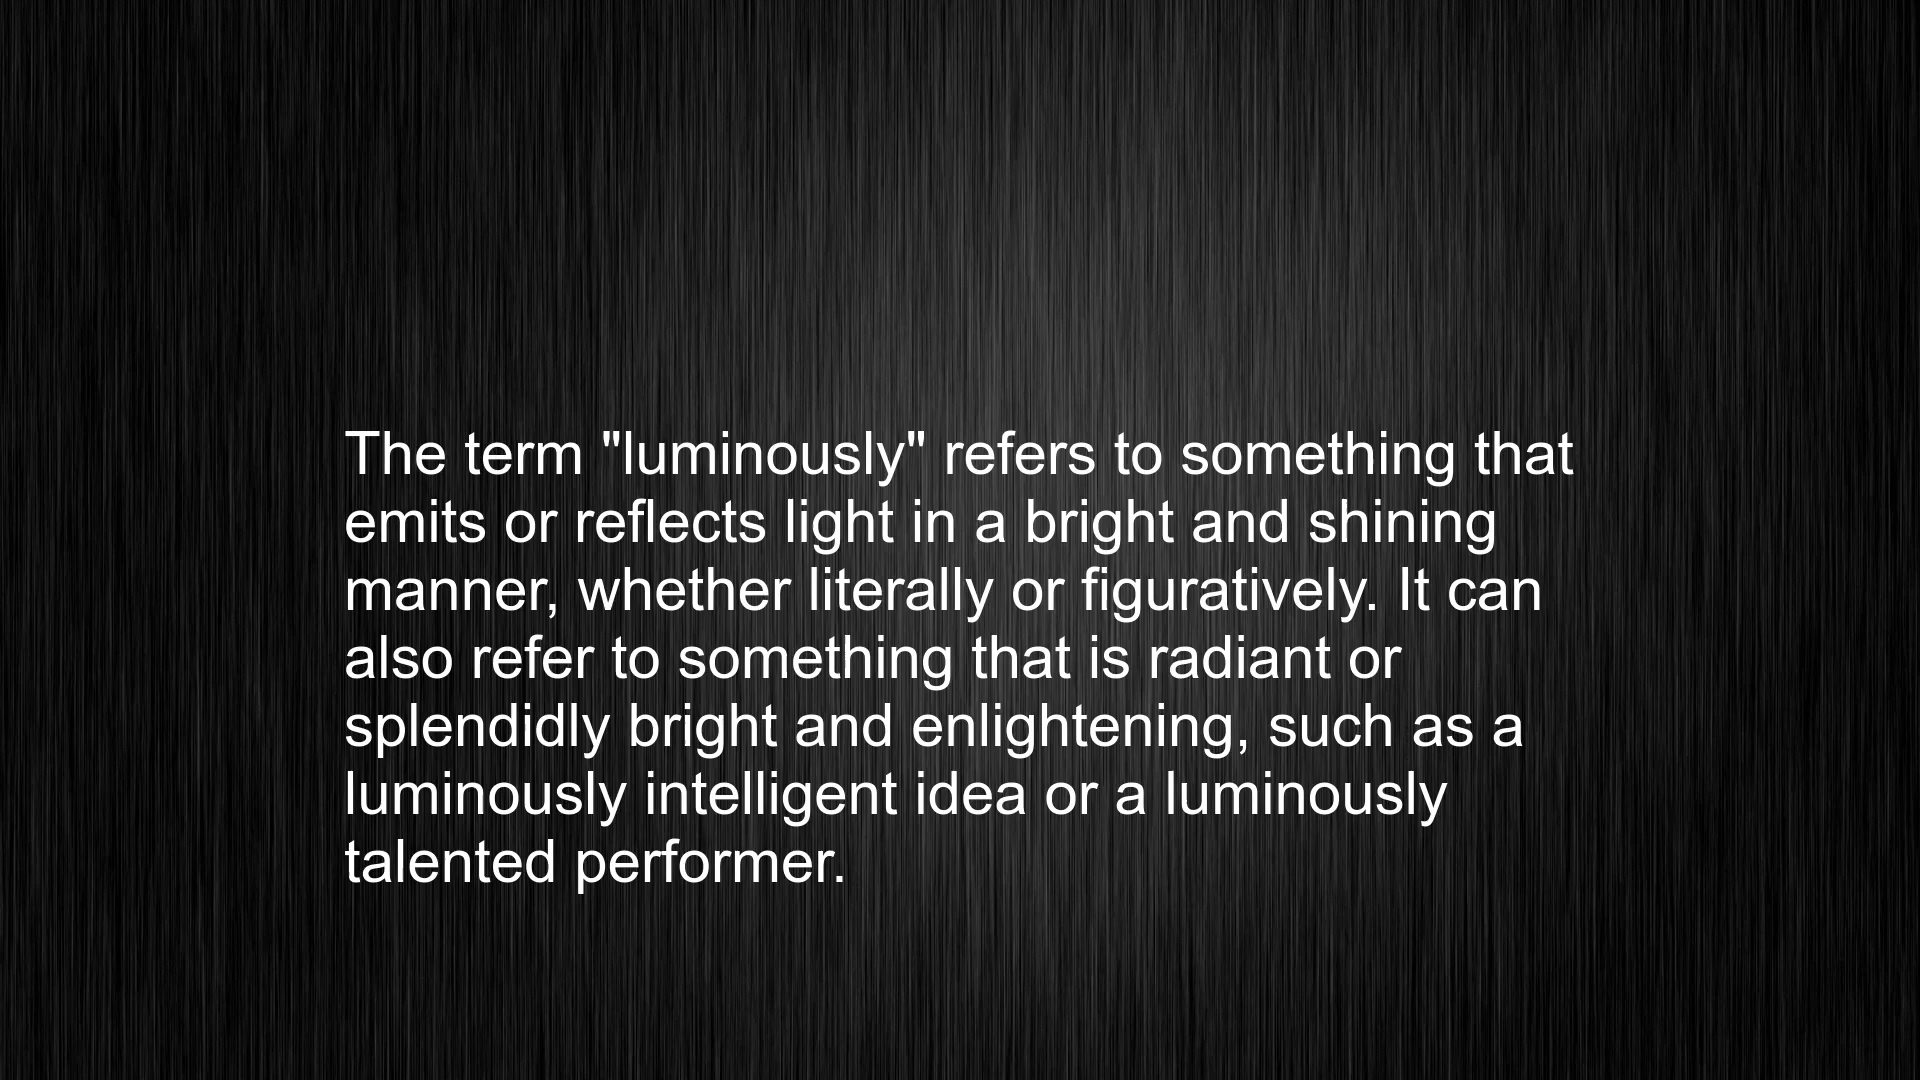 The term "luminously" refers to something that
emits or reflects light in a bright and shining
manner, whether literally or figuratively. It can
also refer to something that is radiant or
splendidly bright and enlightening, such as a
luminously intelligent idea or a luminously
talented performer.